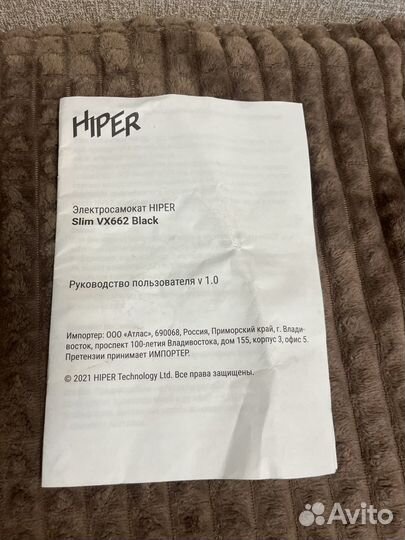 HIPER
Электросамокат HIPER
Slim VX662 Black
Руководство пользователя v 1.0
Импортер: ООО «Атлас», 690068, Россия, Приморский край, г. Влади-
восток, проспект 100-летия Владивостока, дом 155, корпус 3, офис 5.
Претензии принимает ИМПОРТЕР.
© 2021 HIPER Technology Ltd. Все права защищены.
Avito